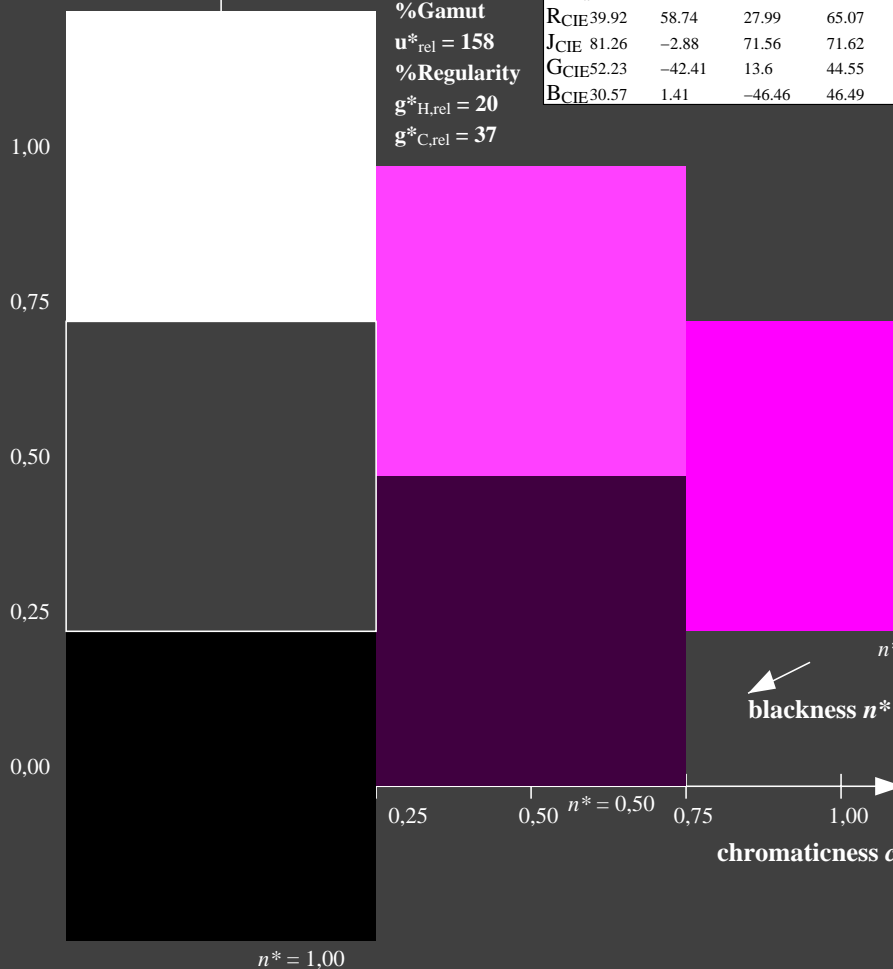 %Gamut
u*rel = 158
%Regularity
g*H,rel = 20
g*C,rel = 37
RCIE 39.92 58.74 27.99 65.07
JCIE 81.26 −2.88 71.56 71.62
GCIE 52.23 −42.41 13.6 44.55
BCIE 30.57 1.41 −46.46 46.49
1,00
0,75
0,50
0,25
0,00
n*
blackness n*
n* = 0,50
0,25 0,50 0,75 1,00
chromaticness c
n* = 1,00